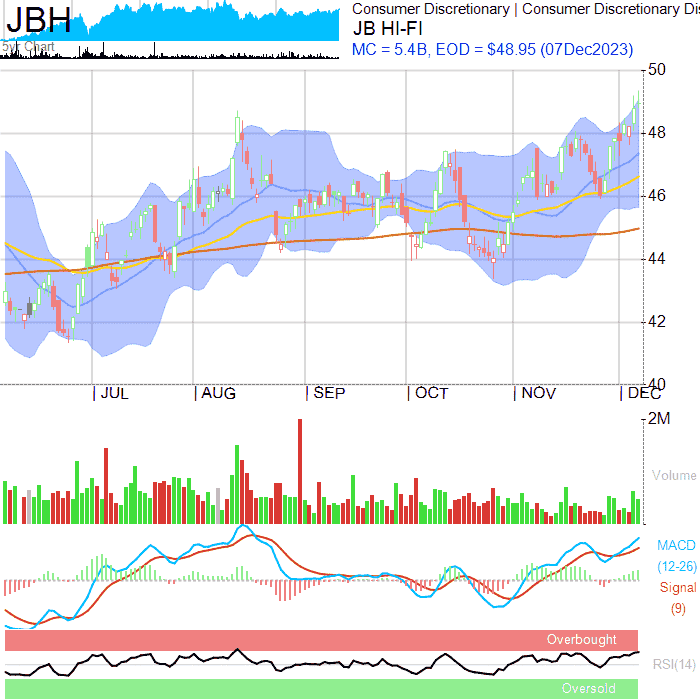 JBH
5yr Chart
Consumer Discretionary | Consumer Discretionary Dis
JB HI-FI
MC = 5.4B, EOD = $48.95 (07Dec2023)
50
48
46
44
42
40
JUL
AUG
SEP
OCT
NOV
DEC
2M
Volume
MACD
(12-26)
Signal
(9)
Overbought
RSI(14)
Oversold